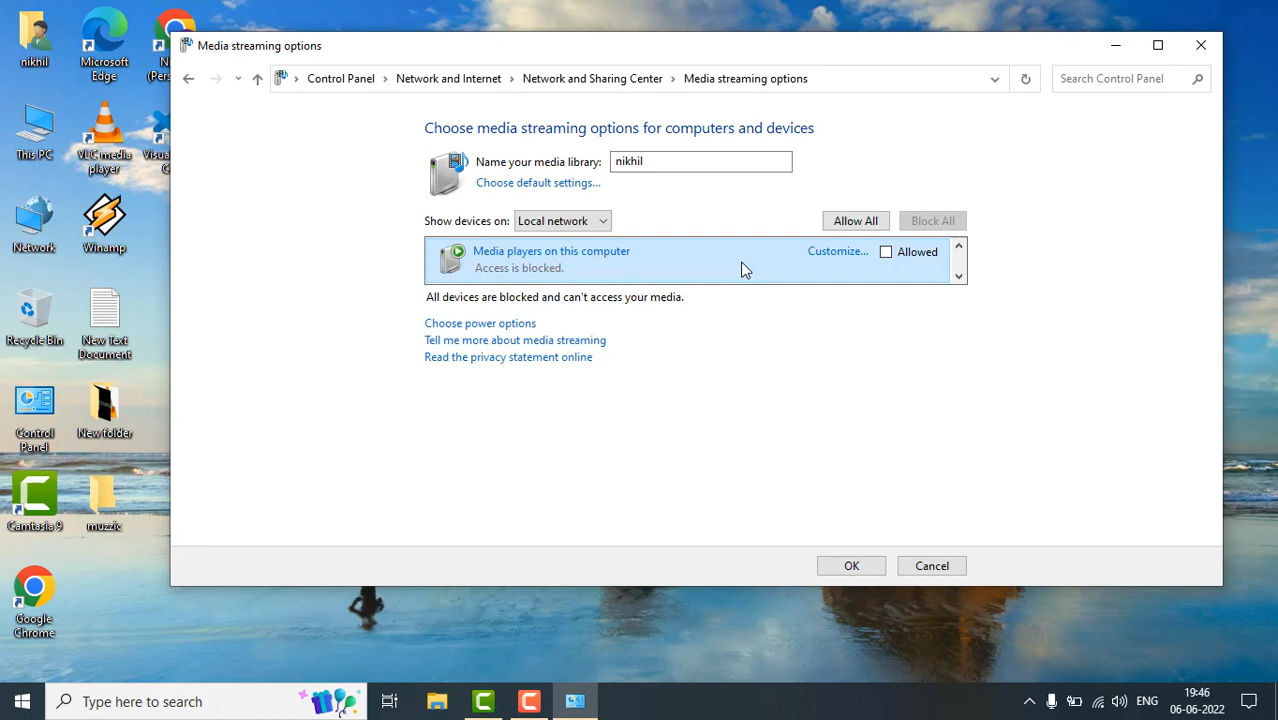 nikhil
Microsoft Edge
Media streaming options
Control Panel
Network and Internet
Network and Sharing Center
Media streaming options
Search Control Panel
This PC
VLC media player
Network
Winamp
Recycle Bin
New Text Document
Control Panel
New folder
Camtasia 9
muzzic
Google Chrome
Choose media streaming options for computers and devices
Name your media library: nikhil
Choose default settings...
Show devices on: Local network
Allow All
Block All
Media players on this computer
Customize...
Allowed
Access is blocked.
All devices are blocked and can't access your media.
Choose power options
Tell me more about media streaming
Read the privacy statement online
OK
Cancel
Type here to search
ENG
19:46
06-06-2022